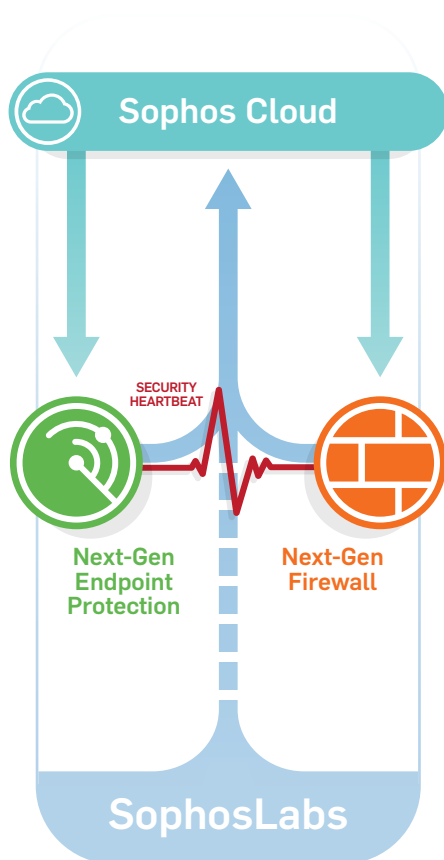 Sophos Cloud
SECURITY
HEARTBEAT
Next-Gen
Endpoint
Protection
Next-Gen
Firewall
SophosLabs